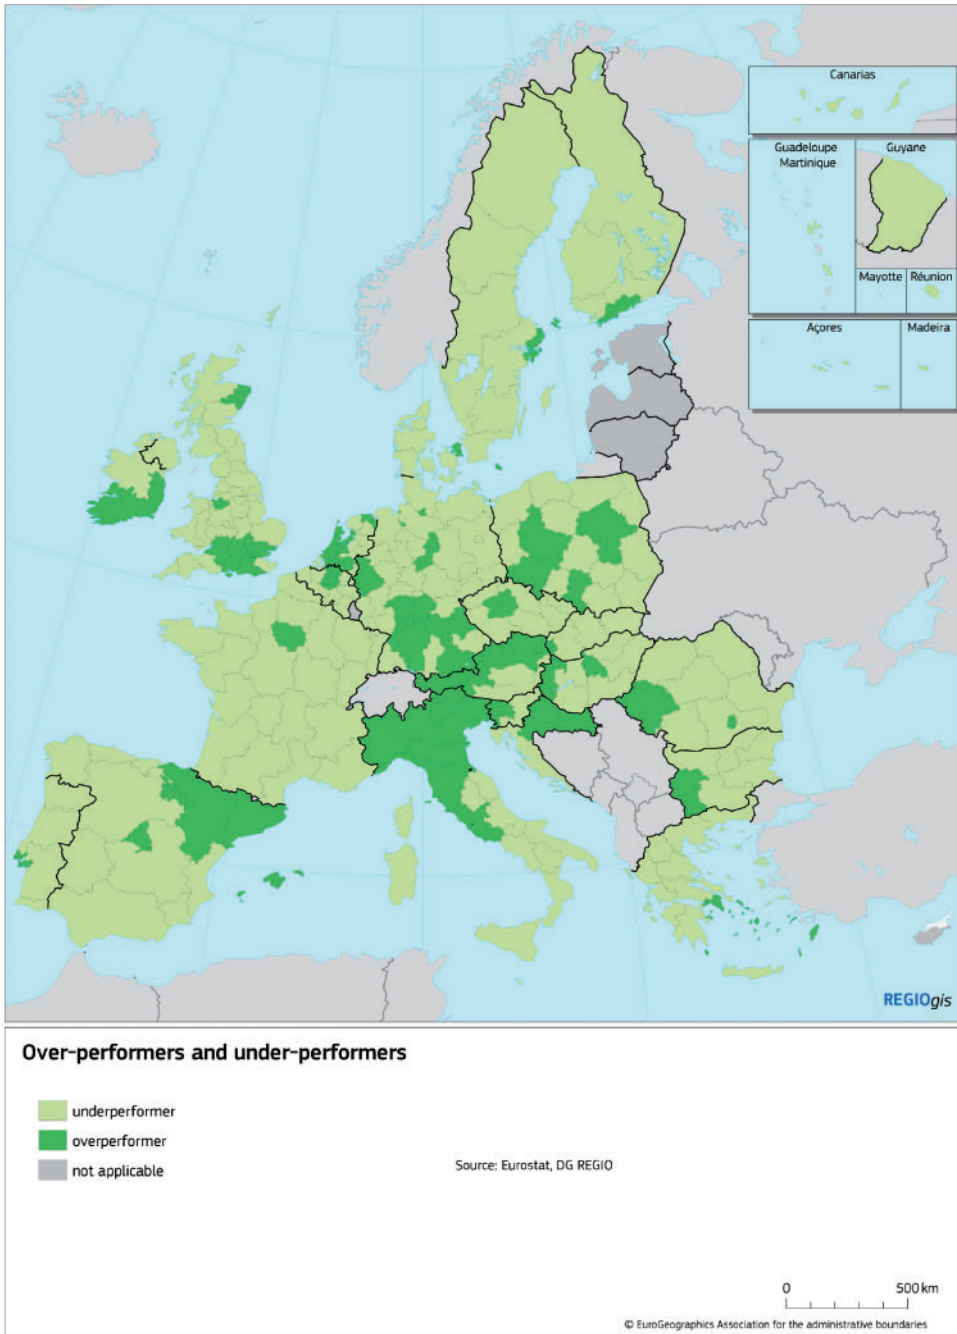 Canarias
Guadeloupe
Martinique
Guyane
Mayotte
Réunion
Açores
Madeira
REGIOgis
Over-performers and under-performers
underperformer
overperformer
not applicable
Source: Eurostat, DG REGIO
0 500 km
© EuroGeographics Association for the administrative boundaries